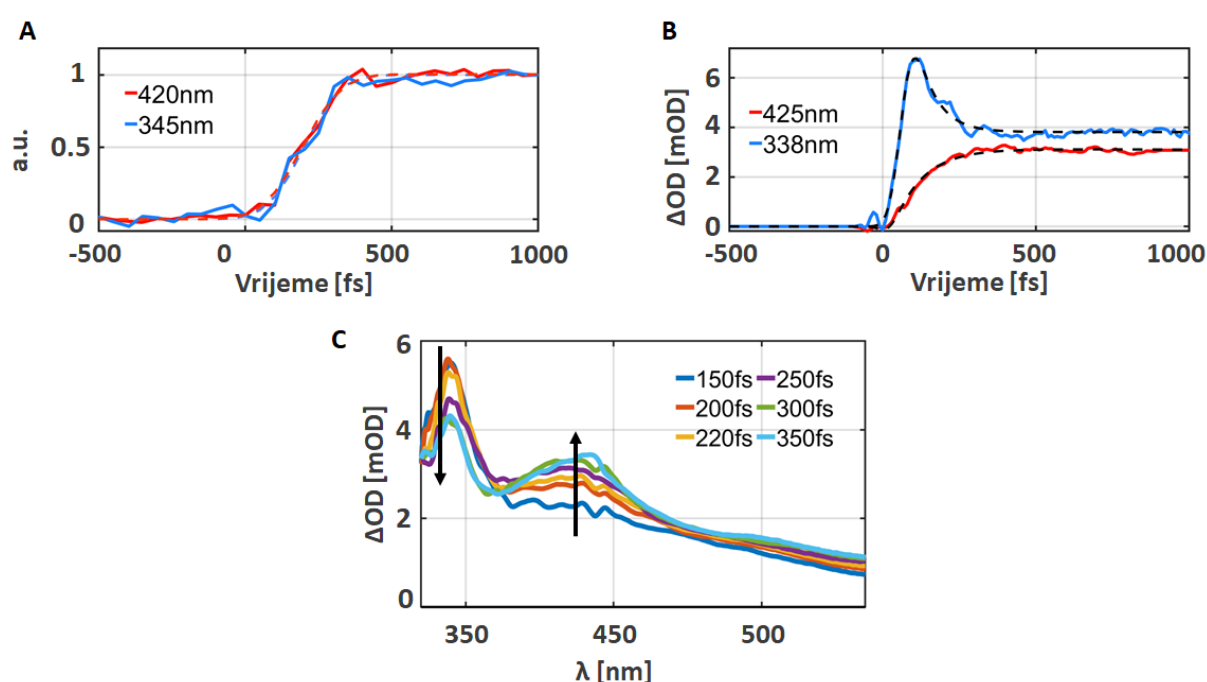 A
1
0.5
0
a.u.
420nm
345nm
-500
0
500
1000
Vrijeme [fs]
B
6
4
2
0
ΔOD [mOD]
425nm
338nm
-500
0
500
1000
Vrijeme [fs]
C
6
4
2
0
ΔOD [mOD]
150fs 250fs
200fs 300fs
220fs 350fs
350
450
500
λ [nm]